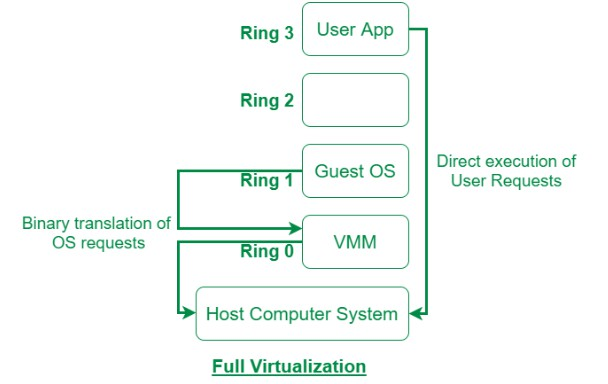 Ring 3
User App
Ring 2
Direct execution of
User Requests
Ring 1
Guest OS
Binary translation of
OS requests
Ring 0
VMM
Host Computer System
Full Virtualization